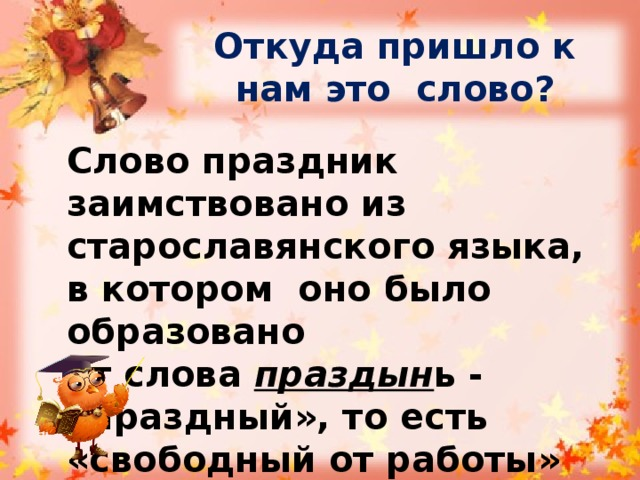 Откуда пришло к
нам это слово?
Слово праздник
заимствовано из
старославянского языка,
в котором оно было
образовано
слова праздынь -
раздный», то есть
«свободный от работы»